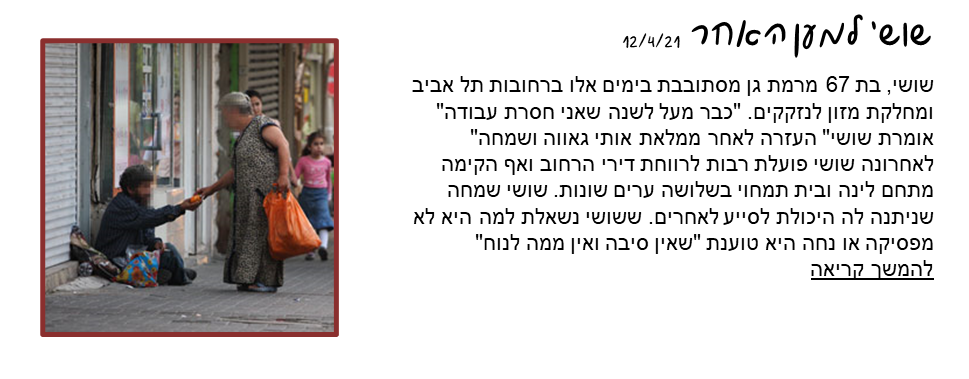 שושי למען האחר 12/4/21
שושי, בת 67 מרמת גן מסתובבת בימים אלו ברחובות תל אביב
ומחלקת מזון לנזקקים. "כבר מעל לשנה שאני חסרת עבודה"
אומרת שושי" העזרה לאחר ממלאת אותי גאווה ושמחה"
לאחרונה שושי פועלת רבות לרווחת דירי הרחוב ואף הקימה
מתחם לינה ובית תמחוי בשלושה ערים שונות. שושי שמחה
שניתנה לה היכולת לסייע לאחרים. ששושי נשאלת למה היא לא
מפסיקה או נחה היא טוענת "שאין סיבה ואין ממה לנוח"
להמשך קריאה